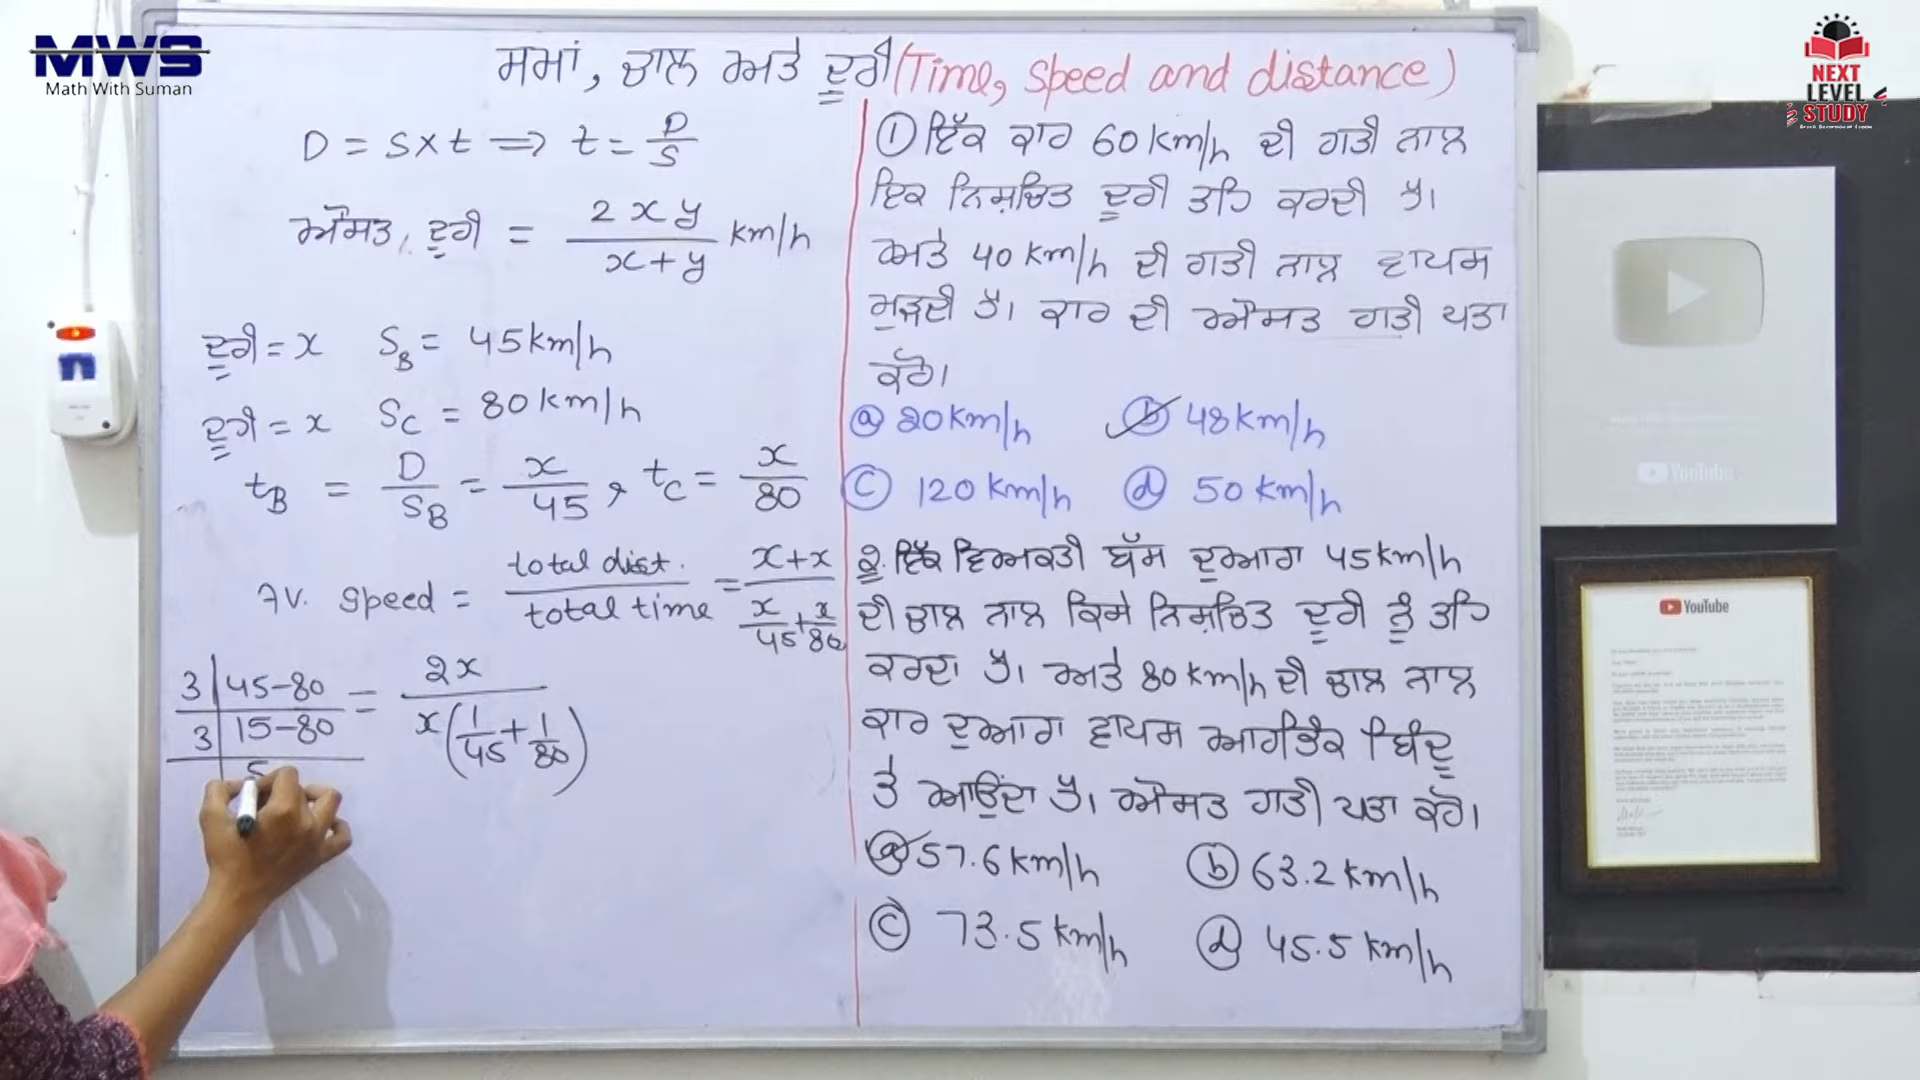 MWS
Math With Suman
NEXT
LEVEL
STUDY
ਸਮਾਂ, ਚਾਲ ਅਤੇ ਦੂਰੀ (Time, speed and distance)
D = S x t ⇒ t = D/S
ਔਸਤ, ਦੂਰੀ = 2xy/(x+y) km/h
ਦੂਰੀ = x S_B = 45 km/h
ਦੂਰੀ = x S_C = 80 km/h
t_B = D/S_B = x/45, t_C = x/80
Av. speed = total dist./total time = (x+x)/(x/45 + x/80)
3 | 45-80
3 | 15-80
5
= 2x/(x(1/45 + 1/80))
① ਇੱਕ ਕਾਰ 60 km/h ਦੀ ਗਤੀ ਨਾਲ
ਇਕ ਨਿਸ਼ਚਿਤ ਦੂਰੀ ਤਹਿ ਕਰਦੀ ਹੈ।
ਅਤੇ 40 km/h ਦੀ ਗਤੀ ਨਾਲ ਵਾਪਸ
ਮੁੜਦੀ ਹੈ। ਕਾਰ ਦੀ ਔਸਤ ਗਤੀ ਪਤਾ
ਕਰੋ।
ⓐ 20 km/h ⓑ 48 km/h
ⓒ 120 km/h ⓓ 50 km/h
2. ਇੱਕ ਵਿਅਕਤੀ ਬੱਸ ਦੁਆਰਾ 45 km/h
ਦੀ ਚਾਲ ਨਾਲ ਕਿਸੇ ਨਿਸ਼ਚਿਤ ਦੂਰੀ ਨੂੰ ਤਹਿ
ਕਰਦਾ ਹੈ। ਅਤੇ 80 km/h ਦੀ ਚਾਲ ਨਾਲ
ਕਾਰ ਦੁਆਰਾ ਵਾਪਸ ਆਰੰਭਿਕ ਬਿੰਦੂ
ਤੇ ਆਉਂਦਾ ਹੈ। ਔਸਤ ਗਤੀ ਪਤਾ ਕਰੋ।
ⓐ 57.6 km/h ⓑ 63.2 km/h
ⓒ 73.5 km/h ⓓ 45.5 km/h
YouTube
YouTube